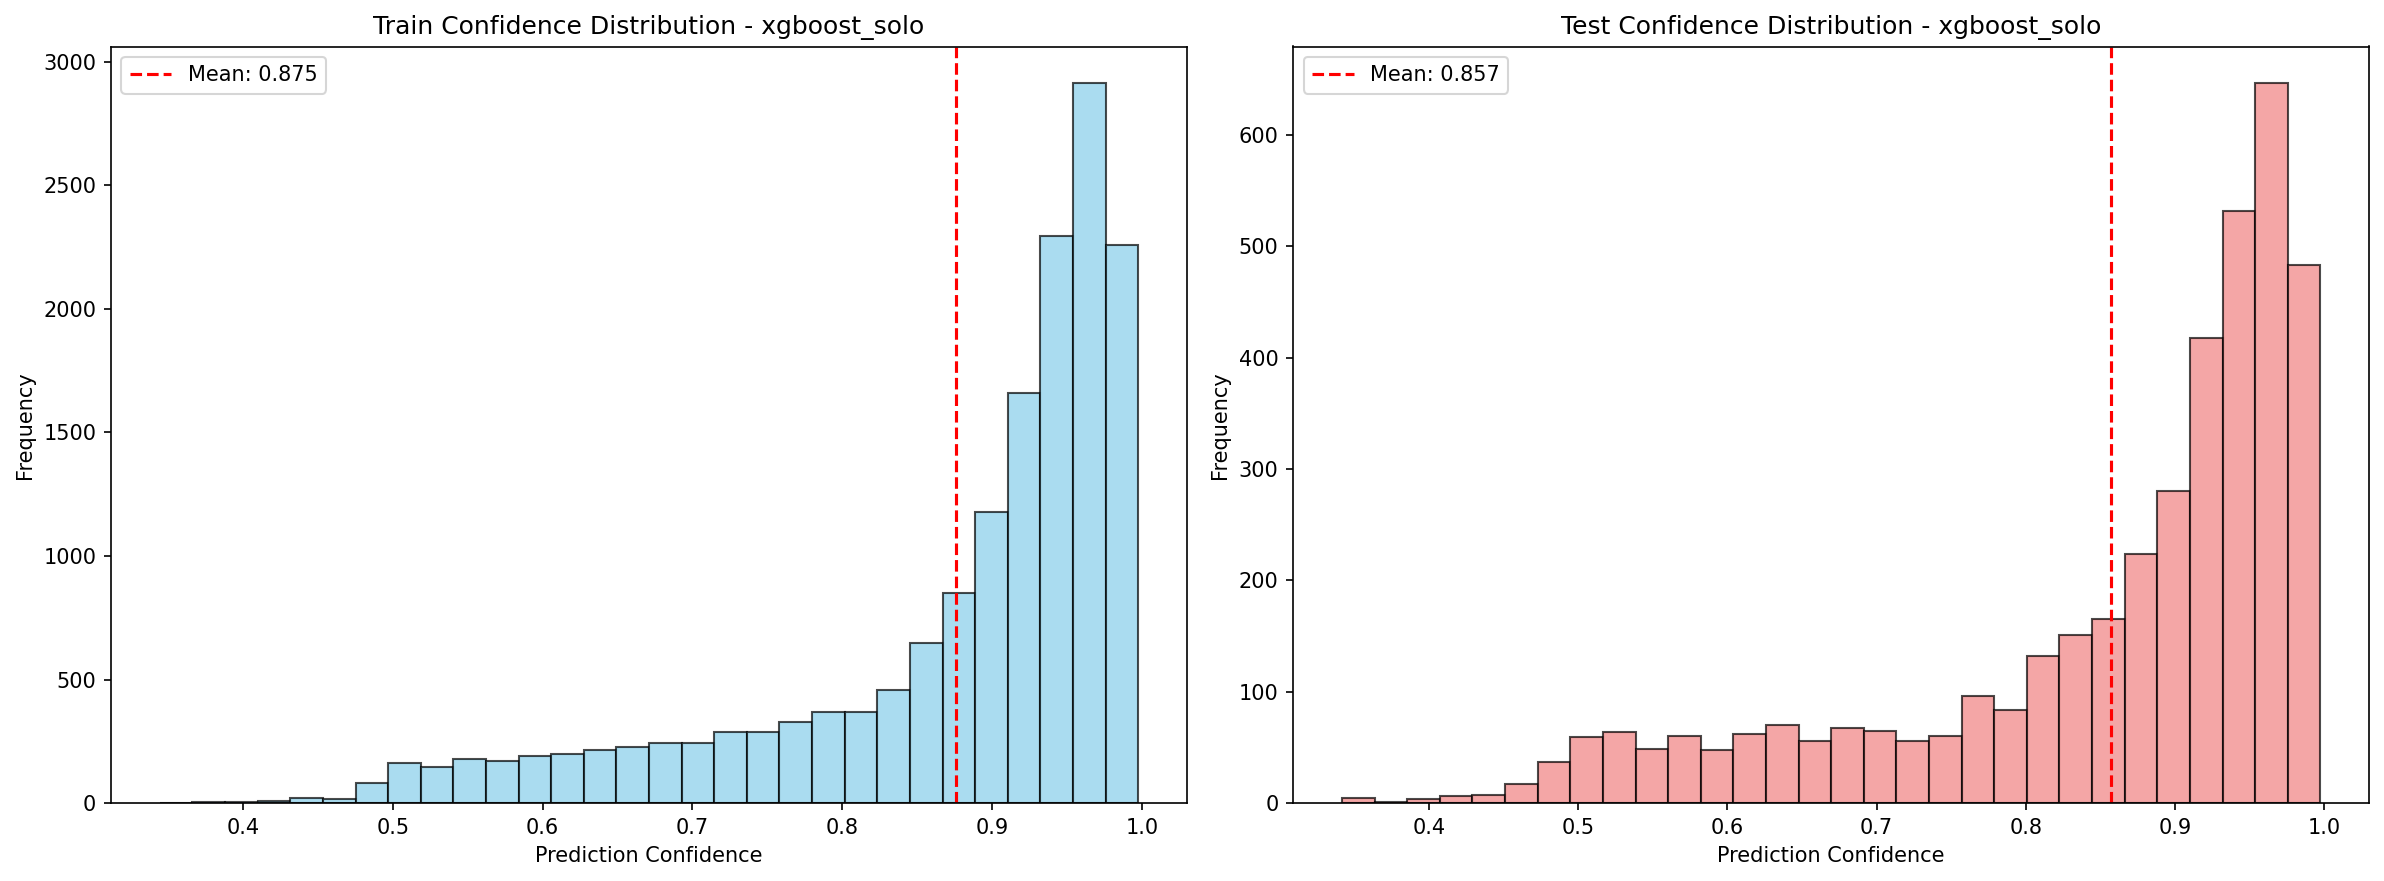 Train Confidence Distribution - xgboost_solo
Mean: 0.875
3000
2500
2000
1500
1000
500
0
Frequency
0.4 0.5 0.6 0.7 0.8 0.9 1.0
Prediction Confidence
Test Confidence Distribution - xgboost_solo
Mean: 0.857
600
500
400
300
200
100
0
Frequency
0.4 0.5 0.6 0.7 0.8 0.9 1.0
Prediction Confidence